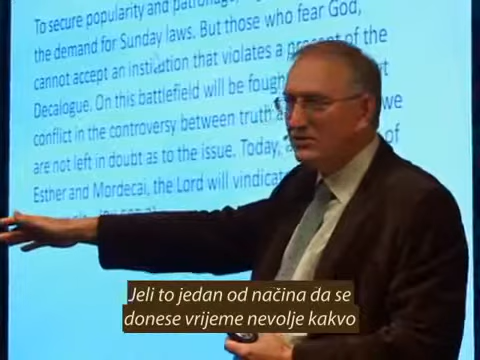 To secure popularity and patronage,
the demand for Sunday laws. But those who fear God,
cannot accept an institution that violates a precept of the
Decalogue. On this battlefield will be fought
conflict in the controversy between truth
are not left in doubt as to the issue. Today, of
Esther and Mordecai, the Lord will vindicate
Jeli to jedan od načina da se
donese vrijeme nevolje kakvo